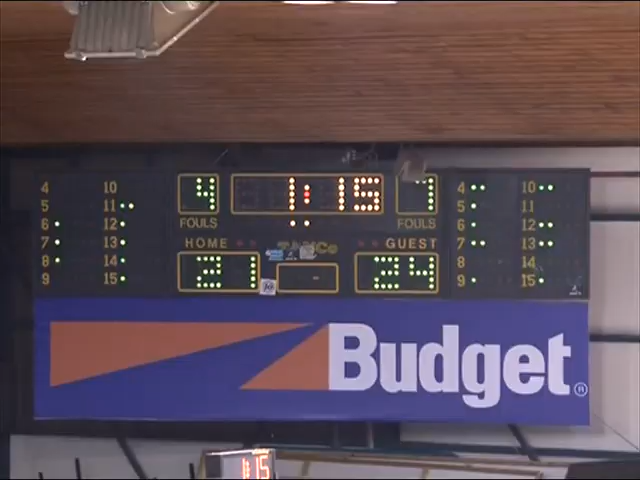 4 10 4 1:15 7 4 10
5 11 5 11
6 12 FOULS FOULS 6 12
7 13 HOME GUEST 7 13
8 14 21 24 8 14
9 15 9 15
Budget®
1:15